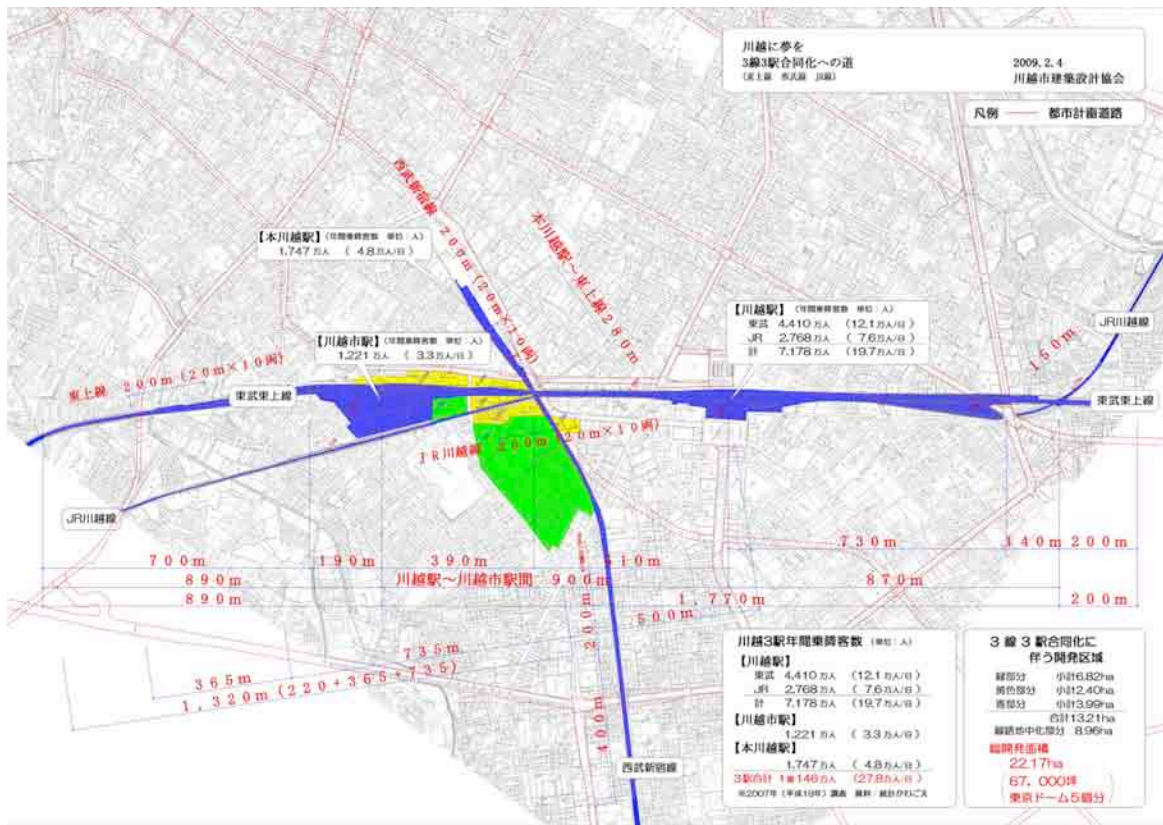 川越に夢を
3線3駅合同化への道
(東上線 西武線 JR線)
2009.2.4
川越市建築設計協会
凡例 都市計画道路
西武新宿線 200m(20m×10両)
本川越駅~東上線280m
【本川越駅】(年間乗降客数 単位:人)
1,747万人 (4.8万人/日)
【川越市駅】(年間乗降客数 単位:人)
1,221万人 (3.3万人/日)
【川越駅】(年間乗降客数 単位:人)
東武 4,410万人 (12.1万人/日)
JR 2,768万人 (7.6万人/日)
計 7,178万人 (19.7万人/日)
JR川越線
150m
東上線 200m(20m×10両)
東武東上線
東武東上線
JR川越線 200m(20m×10両)
JR川越線
700m
190m
390m
510m
730m
140m
200m
890m
川越駅~川越市駅間 900m
870m
890m
1,770m
200m
500m
200m
735m
365m
1,320m(220+365+735)
400m
西武新宿線
川越3駅年間乗降客数 (単位:人)
【川越駅】
東武 4,410万人 (12.1万人/日)
JR 2,768万人 (7.6万人/日)
計 7,178万人 (19.7万人/日)
【川越市駅】
1,221万人 (3.3万人/日)
【本川越駅】
1,747万人 (4.8万人/日)
3駅合計 1億146万人 (27.8万人/日)
※2007年(平成19年)調査 資料:統計かわごえ
3線3駅合同化に
伴う開発区域
緑部分 小計6.82ha
黄色部分 小計2.40ha
青部分 小計3.99ha
合計13.21ha
線路地中化部分 8.96ha
総開発面積
22.17ha
(67,000坪
東京ドーム5個分)